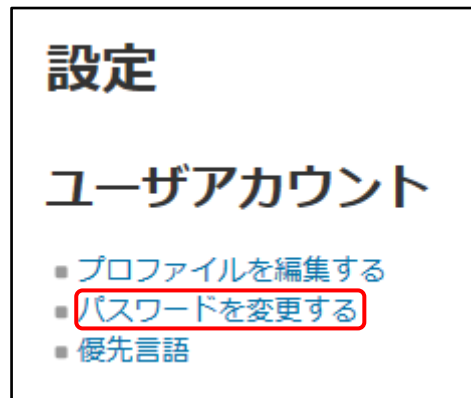 設定
ユーザアカウント
プロファイルを編集する
パスワードを変更する
優先言語